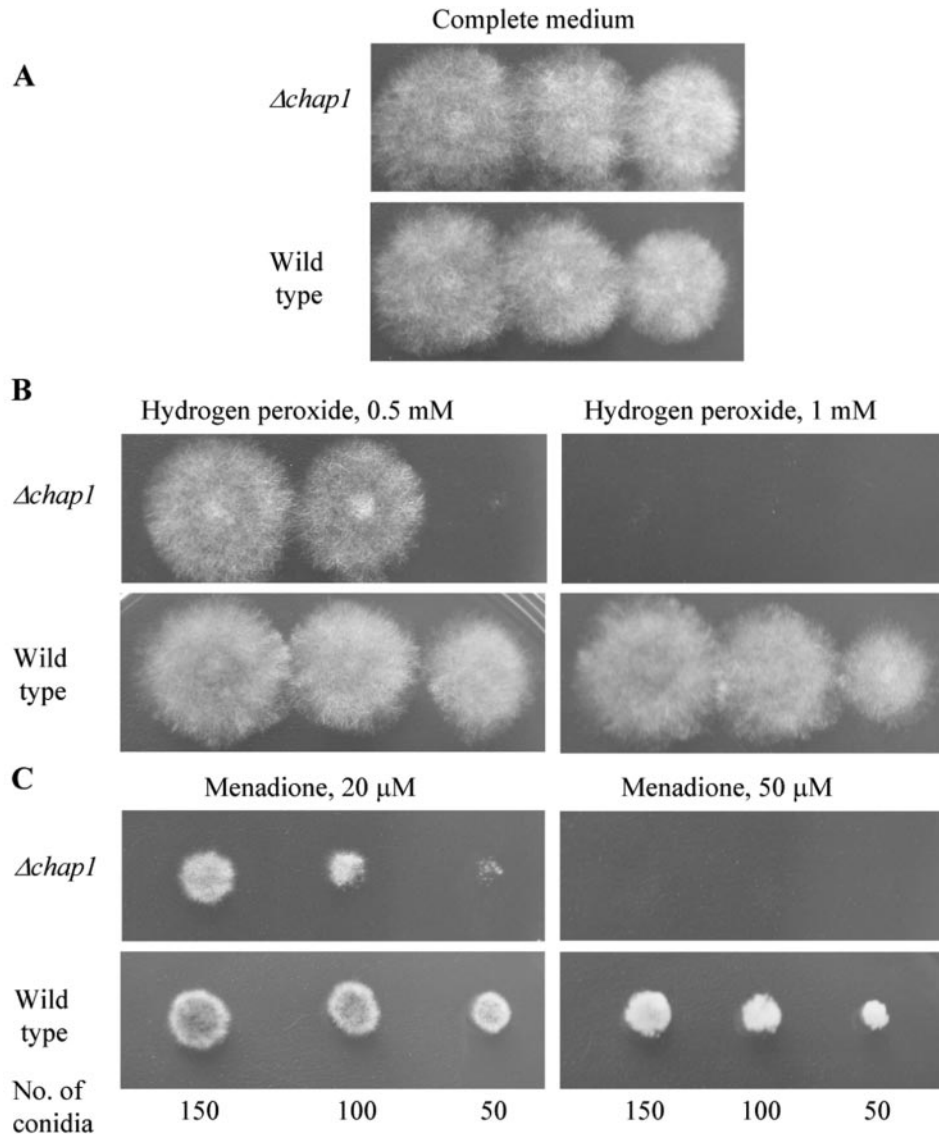 Complete medium
A
Δchap1
Wild
type
B
Hydrogen peroxide, 0.5 mM
Hydrogen peroxide, 1 mM
Δchap1
Wild
type
C
Menadione, 20 μM
Menadione, 50 μM
Δchap1
Wild
type
No. of
conidia
150
100
50
150
100
50